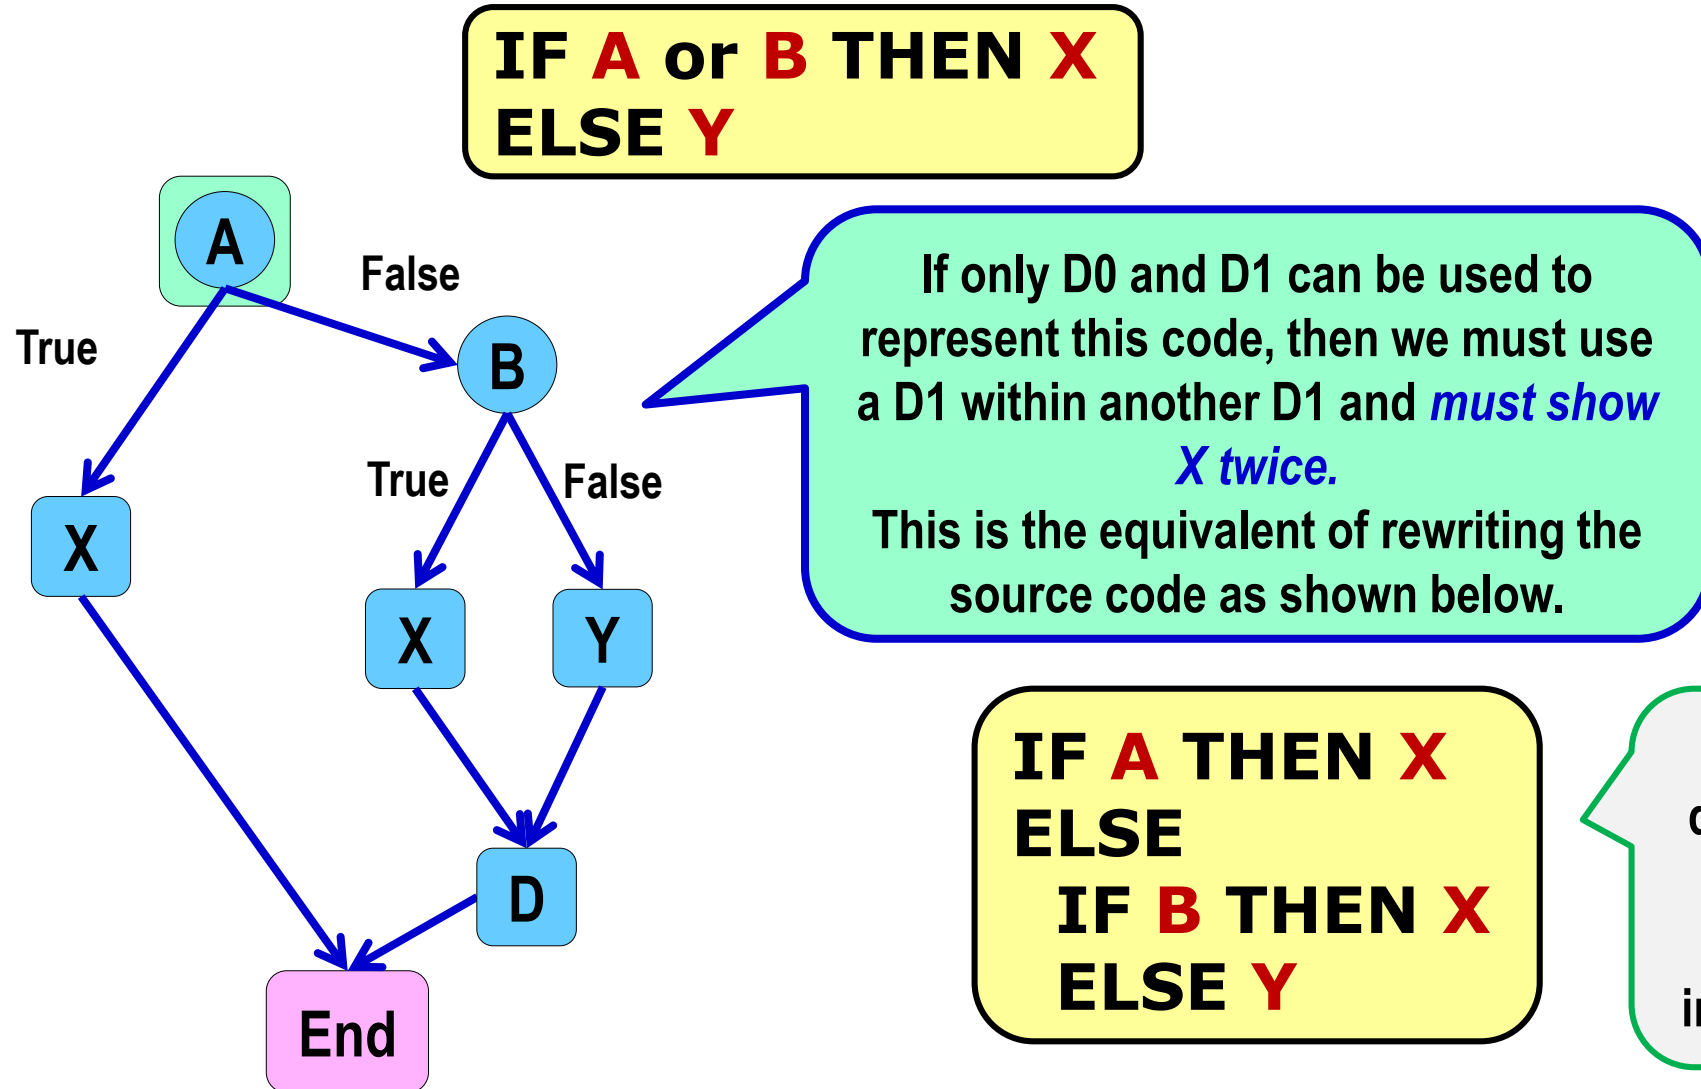 IF A or B THEN X
ELSE Y
A
False
True
B
True
False
X
X
Y
D
End
If only D0 and D1 can be used to
represent this code, then we must use
a D1 within another D1 and must show
X twice.
This is the equivalent of rewriting the
source code as shown below.
IF A THEN X
ELSE
IF B THEN X
ELSE Y